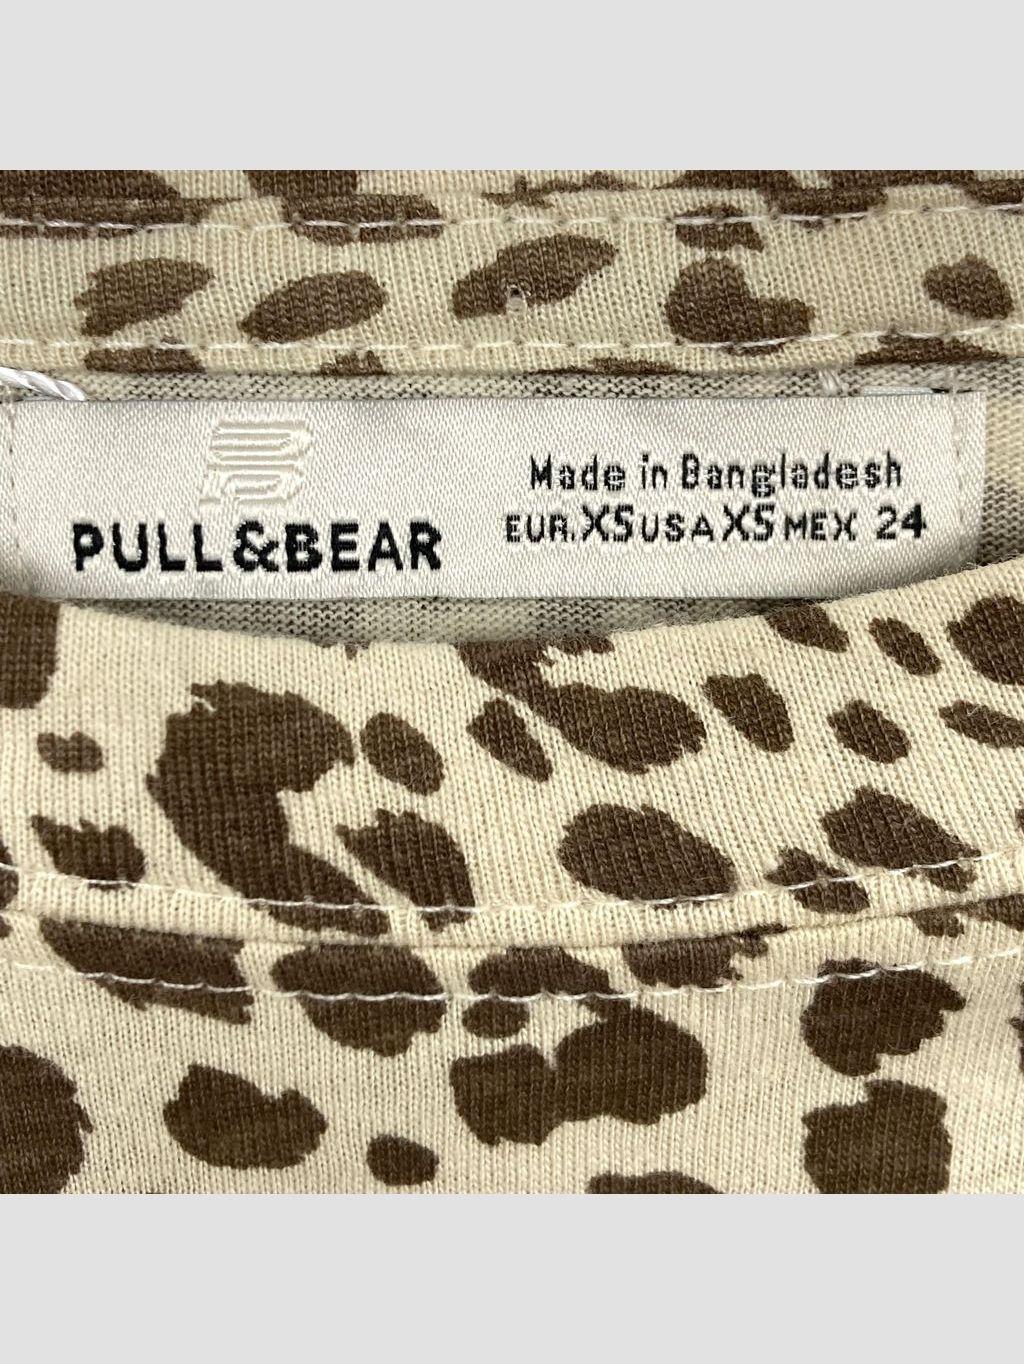 PULL&BEAR
Made in Bangladesh
EUR.XS USA XS MEX 24